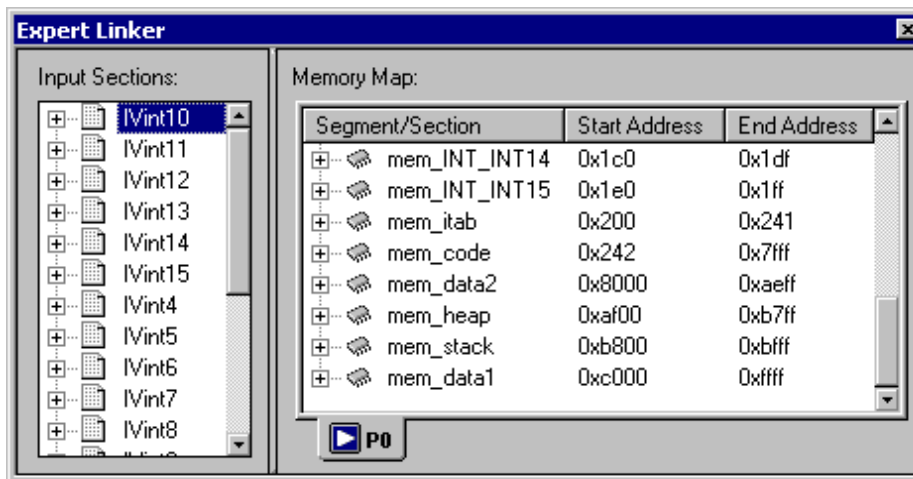 Expert Linker
Input Sections:
IVint10
IVint11
IVint12
IVint13
IVint14
IVint15
IVint4
IVint5
IVint6
IVint7
IVint8
Memory Map:
Segment/Section Start Address End Address
mem_INT_INT14 0x1c0 0x1df
mem_INT_INT15 0x1e0 0x1ff
mem_itab 0x200 0x241
mem_code 0x242 0x7fff
mem_data2 0x8000 0xaeff
mem_heap 0xaf00 0xb7ff
mem_stack 0xb800 0xbfff
mem_data1 0xc000 0xffff
P0